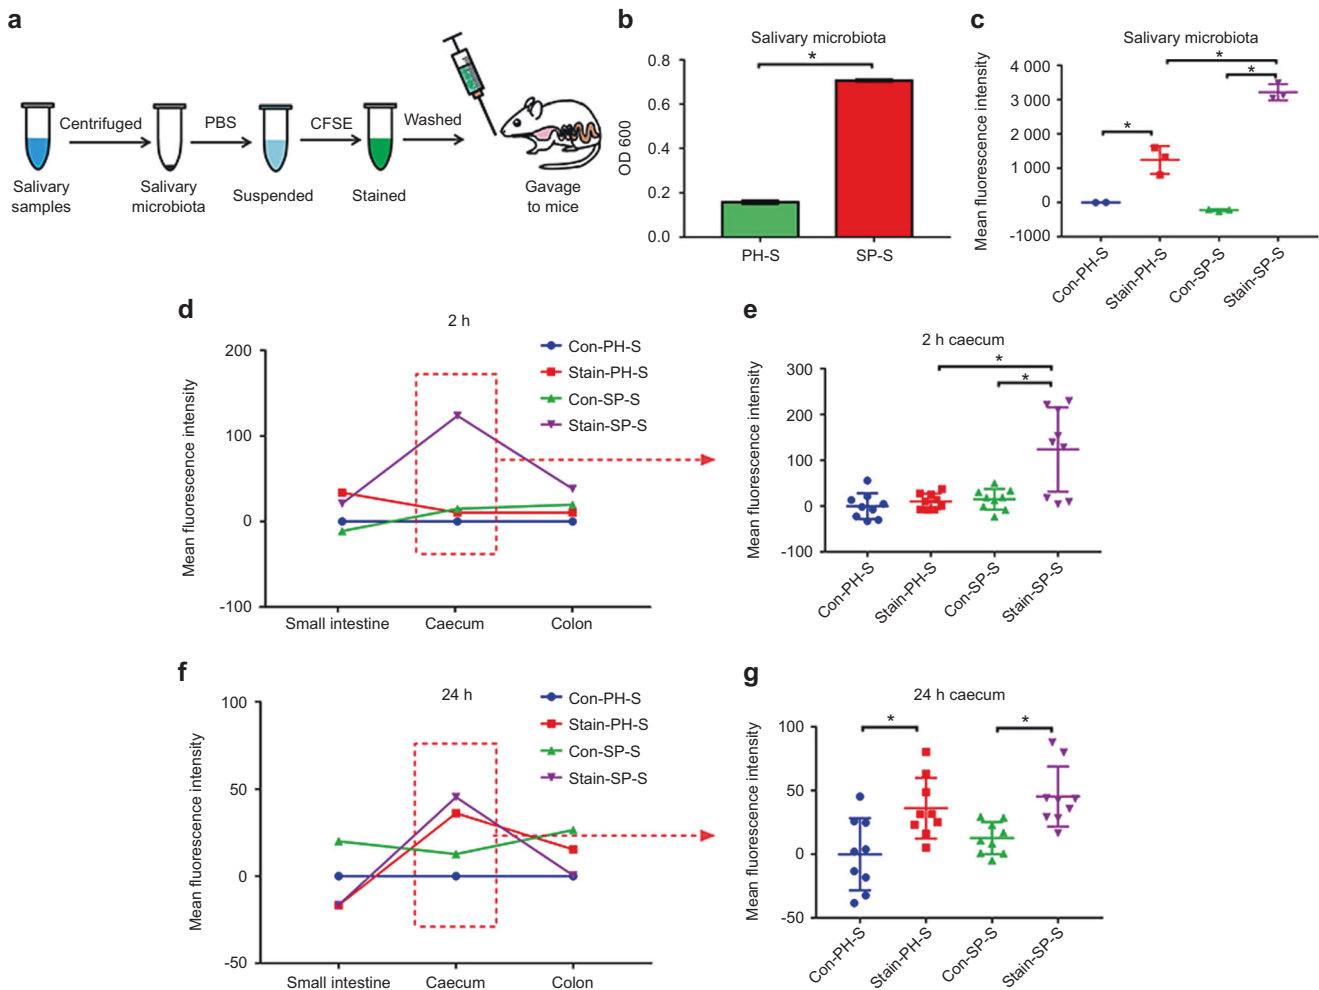 a
Centrifuged
PBS
CFSE
Washed
Salivary
samples
Salivary
microbiota
Suspended
Stained
Gavage
to mice
b
Salivary microbiota
*
OD 600
0.8
0.6
0.4
0.2
0.0
PH-S
SP-S
c
Salivary microbiota
*
*
*
Mean fluorescence intensity
4 000
3 000
2 000
1 000
0
-1000
Con-PH-S
Stain-PH-S
Con-SP-S
Stain-SP-S
d
2 h
Mean fluorescence intensity
200
100
0
-100
Con-PH-S
Stain-PH-S
Con-SP-S
Stain-SP-S
Small intestine
Caecum
Colon
e
2 h caecum
*
*
Mean fluorescence intensity
300
200
100
0
-100
Con-PH-S
Stain-PH-S
Con-SP-S
Stain-SP-S
f
24 h
Mean fluorescence intensity
100
50
0
-50
Con-PH-S
Stain-PH-S
Con-SP-S
Stain-SP-S
Small intestine
Caecum
Colon
g
24 h caecum
*
*
Mean fluorescence intensity
100
50
0
-50
Con-PH-S
Stain-PH-S
Con-SP-S
Stain-SP-S